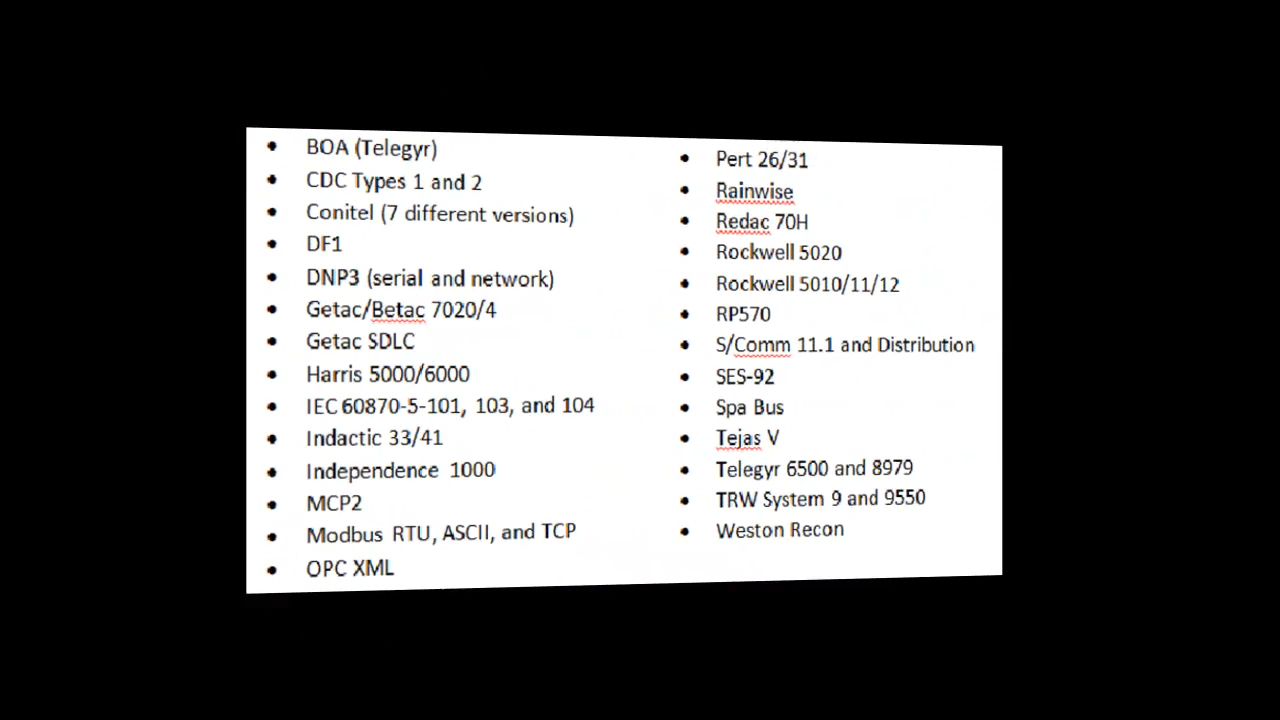 BOA (Telegyr)
CDC Types 1 and 2
Conitel (7 different versions)
DF1
DNP3 (serial and network)
Getac/Betac 7020/4
Getac SDLC
Harris 5000/6000
IEC 60870-5-101, 103, and 104
Indactic 33/41
Independence 1000
MCP2
Modbus RTU, ASCII, and TCP
OPC XML
Pert 26/31
Rainwise
Redac 70H
Rockwell 5020
Rockwell 5010/11/12
RP570
S/Comm 11.1 and Distribution
SES-92
Spa Bus
Tejas V
Telegyr 6500 and 8979
TRW System 9 and 9550
Weston Recon